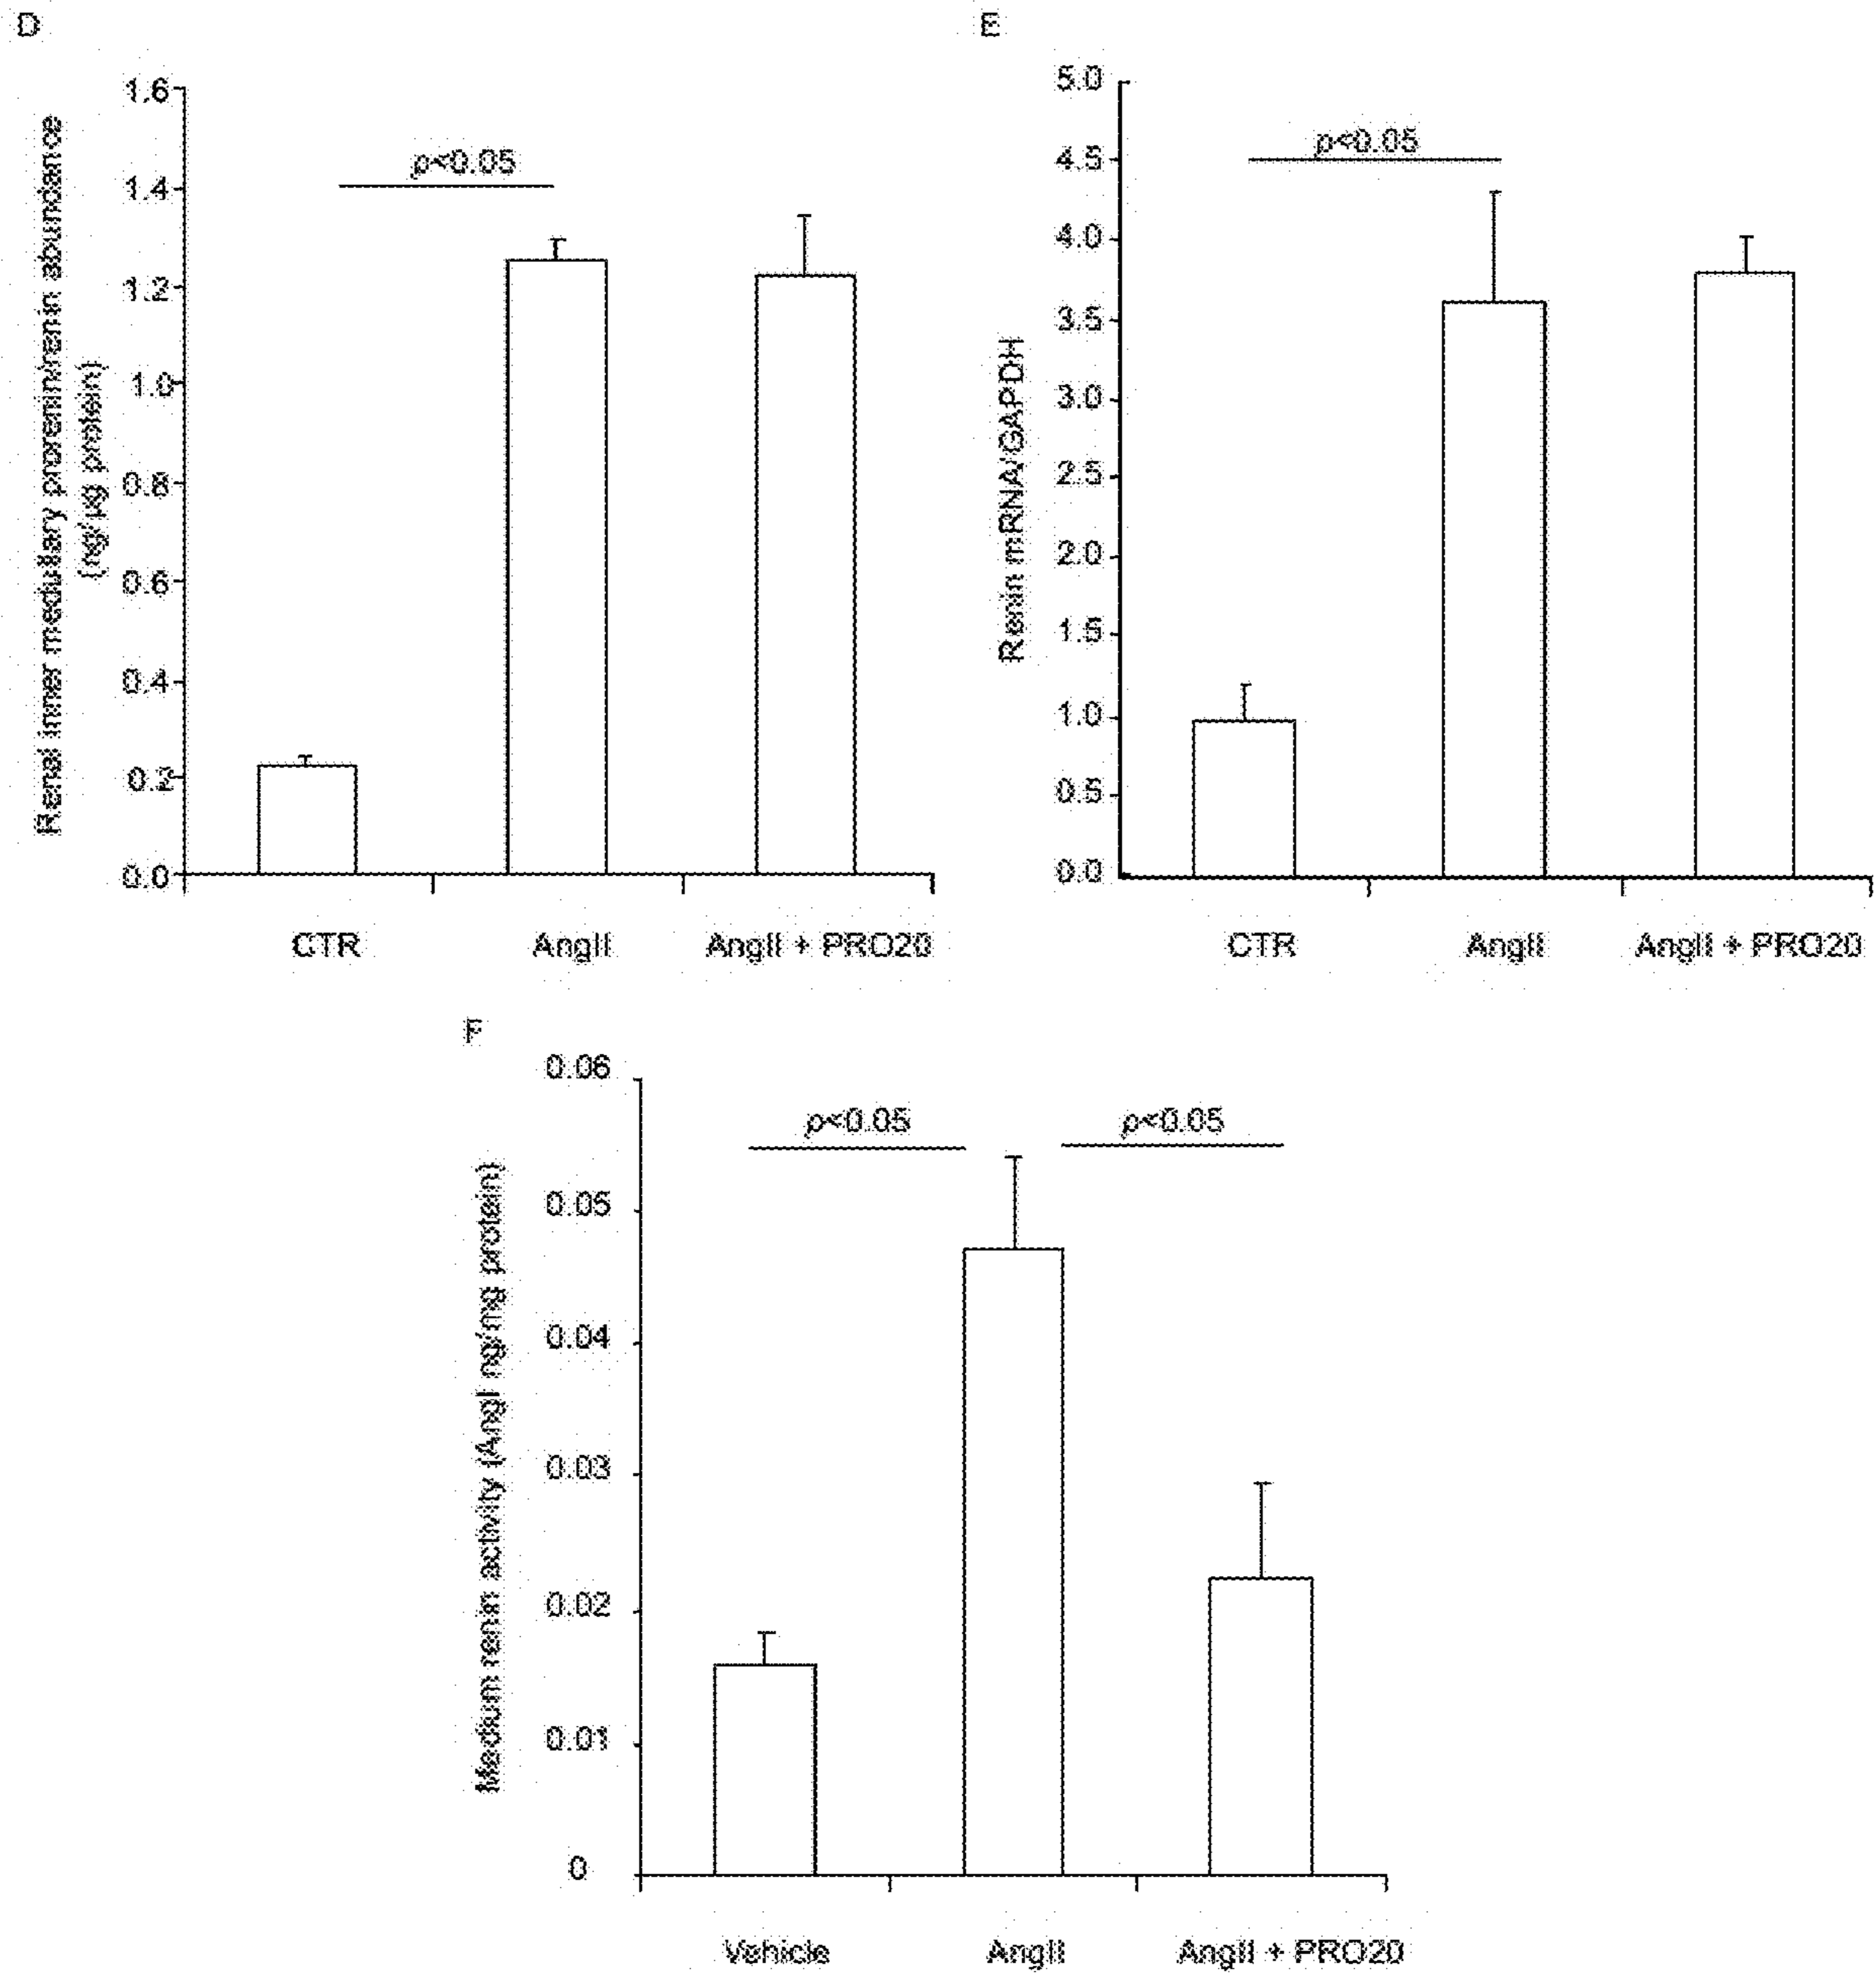 D
Renal inner medullary prorenin/renin abundance
(ng/µg protein)
1.6
1.4
1.2
1.0
0.8
0.6
0.4
0.2
0.0
p<0.05
CTR AngII AngII + PRO20
E
Renin mRNA/GAPDH
5.0
4.5
4.0
3.5
3.0
2.5
2.0
1.5
1.0
0.5
0.0
p<0.05
CTR AngII AngII + PRO20
F
Medium renin activity (AngI ng/mg protein)
0.06
0.05
0.04
0.03
0.02
0.01
0
p<0.05 p<0.05
Vehicle AngII AngII + PRO20